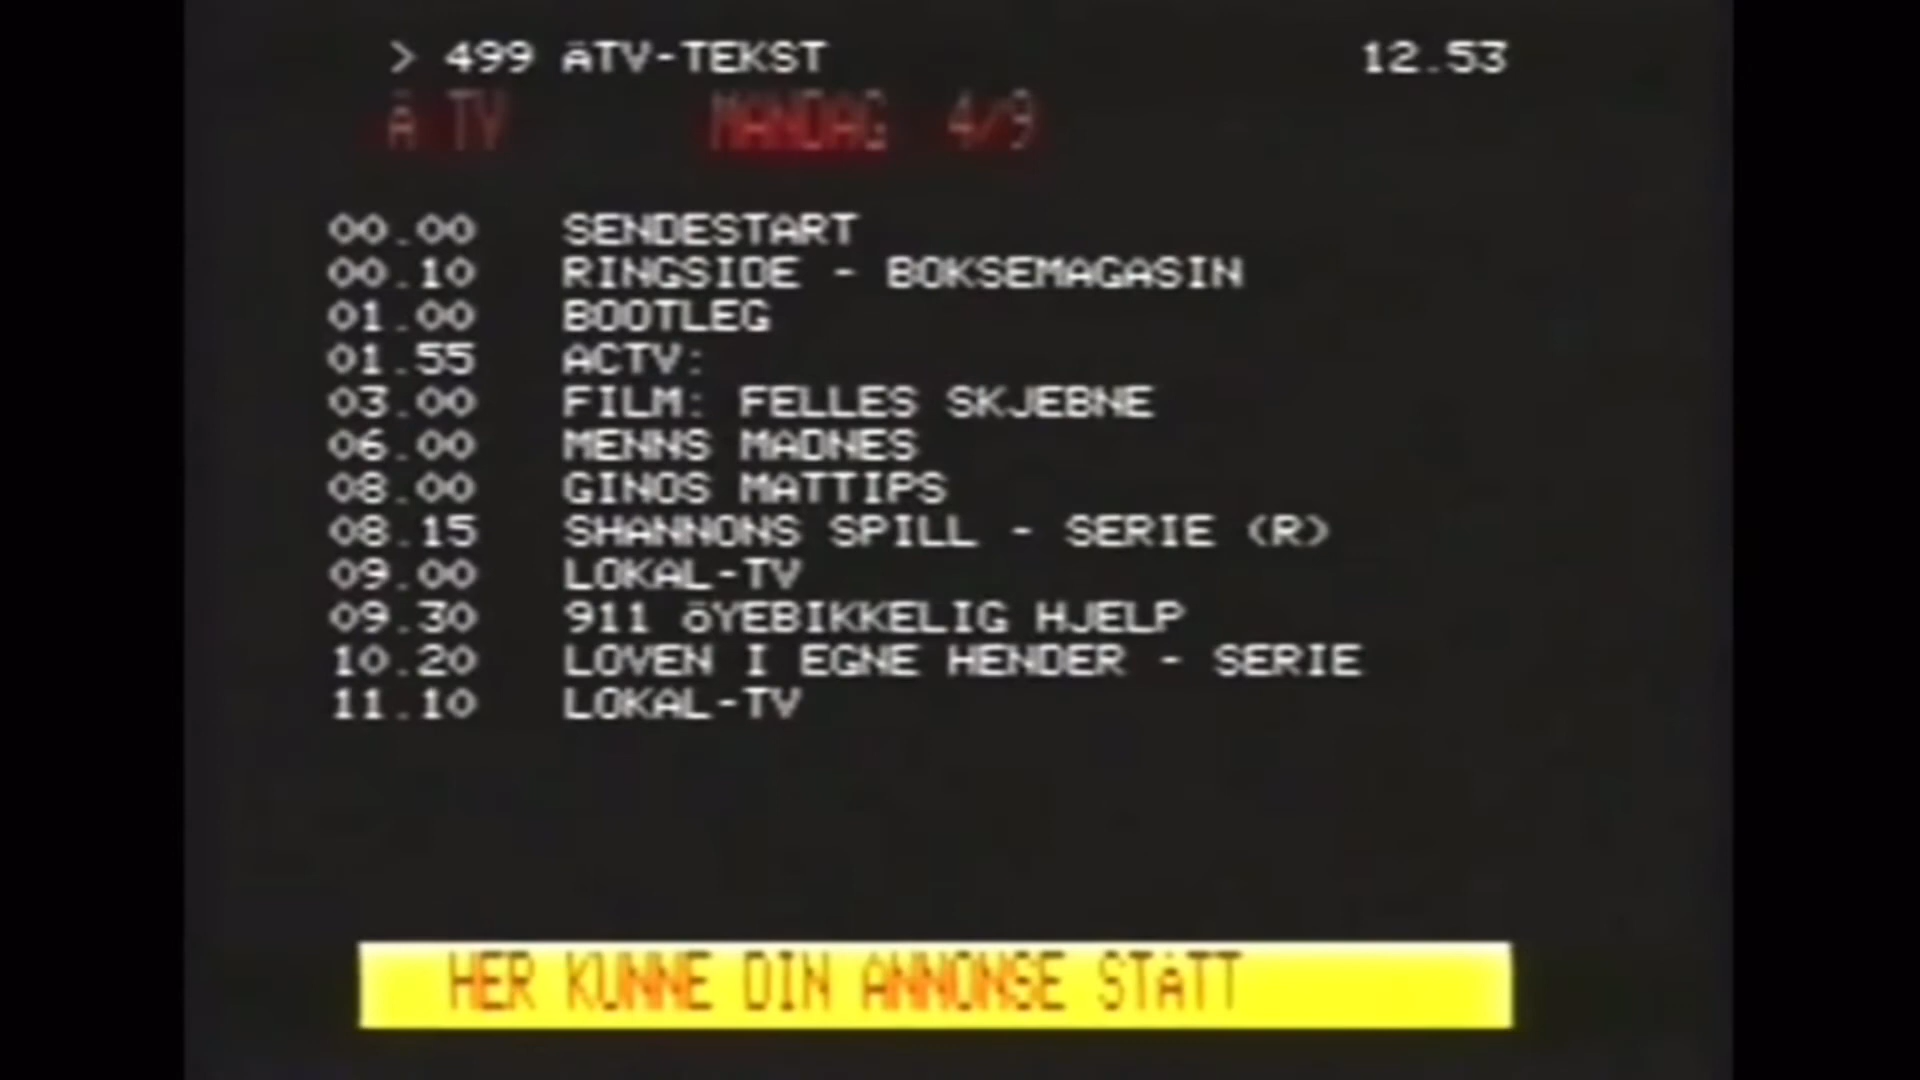 > 499 äTV-TEKST 12.53
Ä TV MANDAG 4/9
00.00 SENDESTART
00.10 RINGSIDE - BOKSEMAGASIN
01.00 BOOTLEG
01.55 ACTV:
03.00 FILM: FELLES SKJEBNE
06.00 MENNS MADNES
08.00 GINOS MATTIPS
08.15 SHANNONS SPILL - SERIE (R)
09.00 LOKAL-TV
09.30 911 öYEBIKKELIG HJELP
10.20 LOVEN I EGNE HENDER - SERIE
11.10 LOKAL-TV
HER KUNNE DIN ANNONSE STåTT